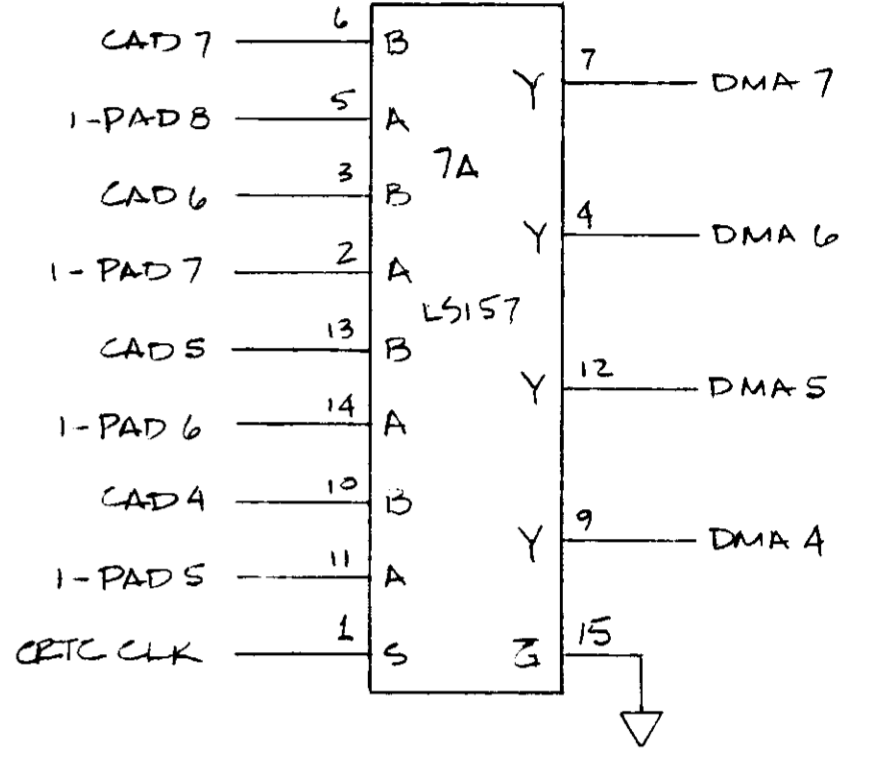 CAD 7 6 B
Y 7 DMA 7
1-PAD 8 5 A
7A
CAD 6 3 B
Y 4 DMA 6
1-PAD 7 2 A
LS157
CAD 5 13 B
Y 12 DMA 5
1-PAD 6 14 A
CAD 4 10 B
Y 9 DMA 4
1-PAD 5 11 A
CRTC CLK 1 S G 15